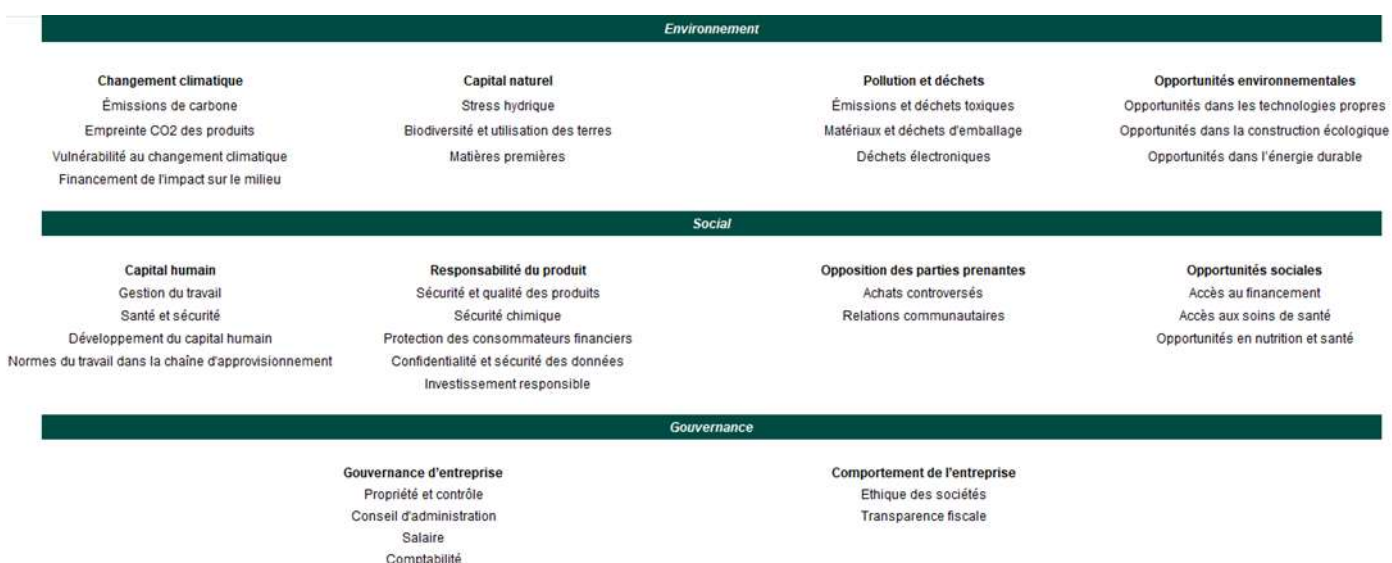 Environnement
Changement climatique
Émissions de carbone
Empreinte CO2 des produits
Vulnérabilité au changement climatique
Financement de l'impact sur le milieu
Capital naturel
Stress hydrique
Biodiversité et utilisation des terres
Matières premières
Pollution et déchets
Émissions et déchets toxiques
Matériaux et déchets d'emballage
Déchets électroniques
Opportunités environnementales
Opportunités dans les technologies propres
Opportunités dans la construction écologique
Opportunités dans l'énergie durable
Social
Capital humain
Gestion du travail
Santé et sécurité
Développement du capital humain
Normes du travail dans la chaîne d'approvisionnement
Responsabilité du produit
Sécurité et qualité des produits
Sécurité chimique
Protection des consommateurs financiers
Confidentialité et sécurité des données
Investissement responsible
Opposition des parties prenantes
Achats controversés
Relations communautaires
Opportunités sociales
Accès au financement
Accès aux soins de santé
Opportunités en nutrition et santé
Gouvernance
Gouvernance d'entreprise
Propriété et contrôle
Conseil d'administration
Salaire
Comptabilité
Comportement de l'entreprise
Ethique des sociétés
Transparence fiscale